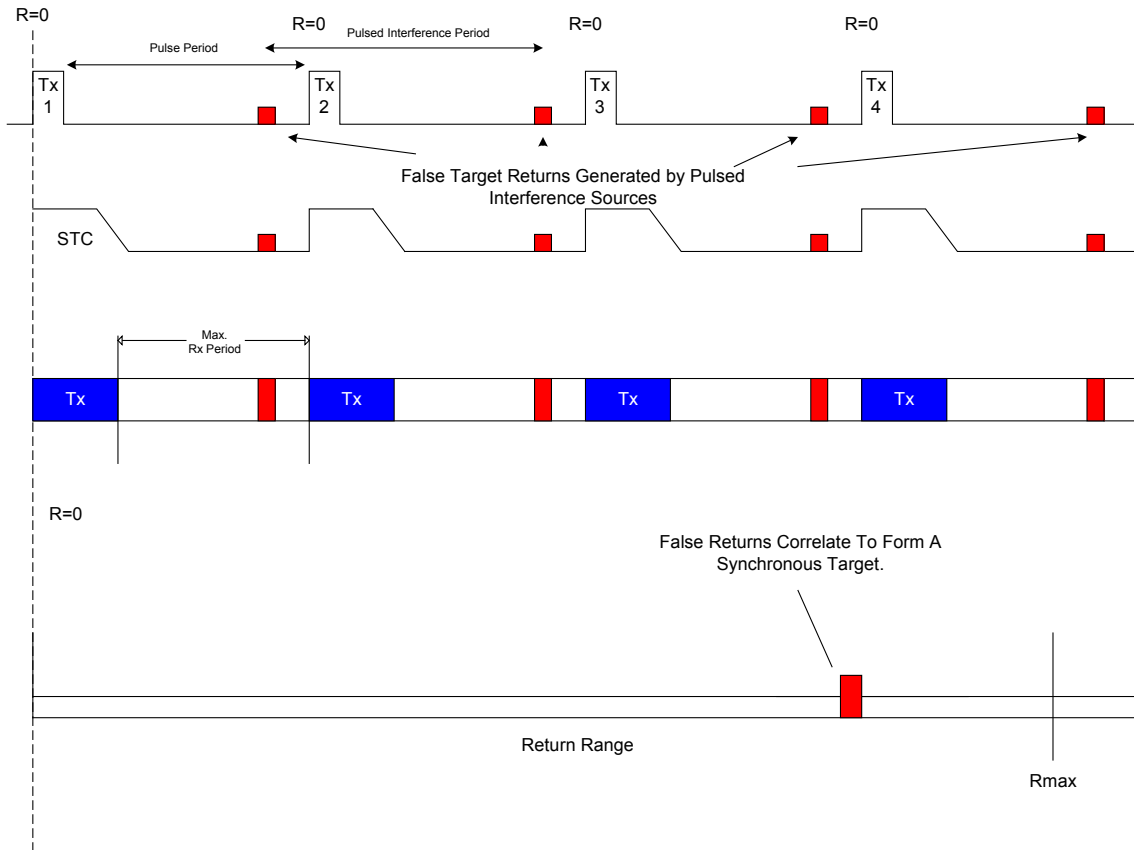 R=0
R=0
R=0
R=0
Pulsed Interference Period
Pulse Period
Tx
1
Tx
2
Tx
3
Tx
4
False Target Returns Generated by Pulsed
Interference Sources
STC
Max.
Rx Period
Tx
Tx
Tx
Tx
R=0
False Returns Correlate To Form A
Synchronous Target.
Return Range
Rmax